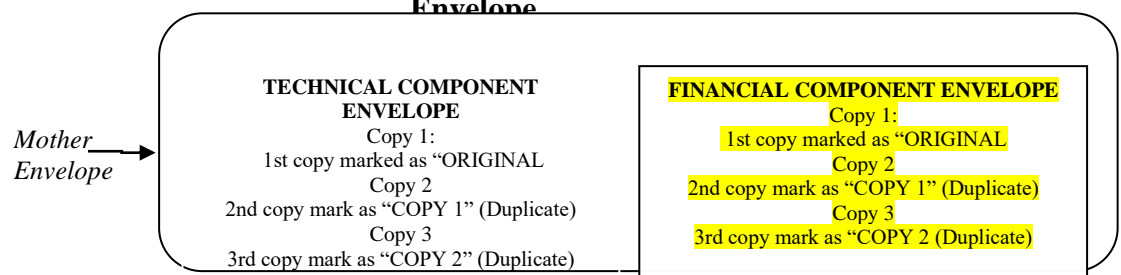 Envelope
Mother
Envelope
TECHNICAL COMPONENT
ENVELOPE
Copy 1:
1st copy marked as “ORIGINAL
Copy 2
2nd copy mark as “COPY 1” (Duplicate)
Copy 3
3rd copy mark as “COPY 2” (Duplicate)
FINANCIAL COMPONENT ENVELOPE
Copy 1:
1st copy marked as “ORIGINAL
Copy 2
2nd copy mark as “COPY 1” (Duplicate)
Copy 3
3rd copy mark as “COPY 2 (Duplicate)